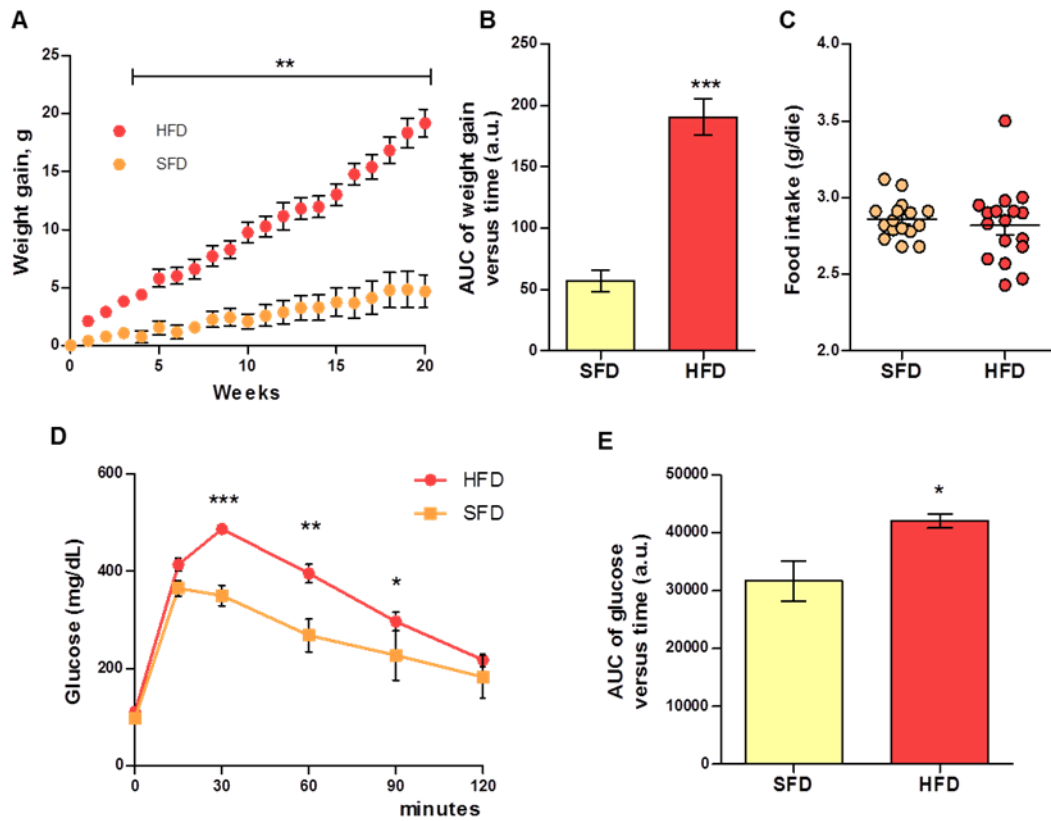 A
Weight gain, g
25
20
15
10
5
0
**
HFD
SFD
0
5
10
15
20
Weeks
B
AUC of weight gain
versus time (a.u.)
250
200
150
100
50
0
***
SFD
HFD
C
Food intake (g/die)
4.0
3.5
3.0
2.5
2.0
SFD
HFD
D
Glucose (mg/dL)
600
400
200
0
***
**
*
HFD
SFD
0
30
60
90
120
minutes
E
AUC of glucose
versus time (a.u.)
50000
40000
30000
20000
10000
0
*
SFD
HFD